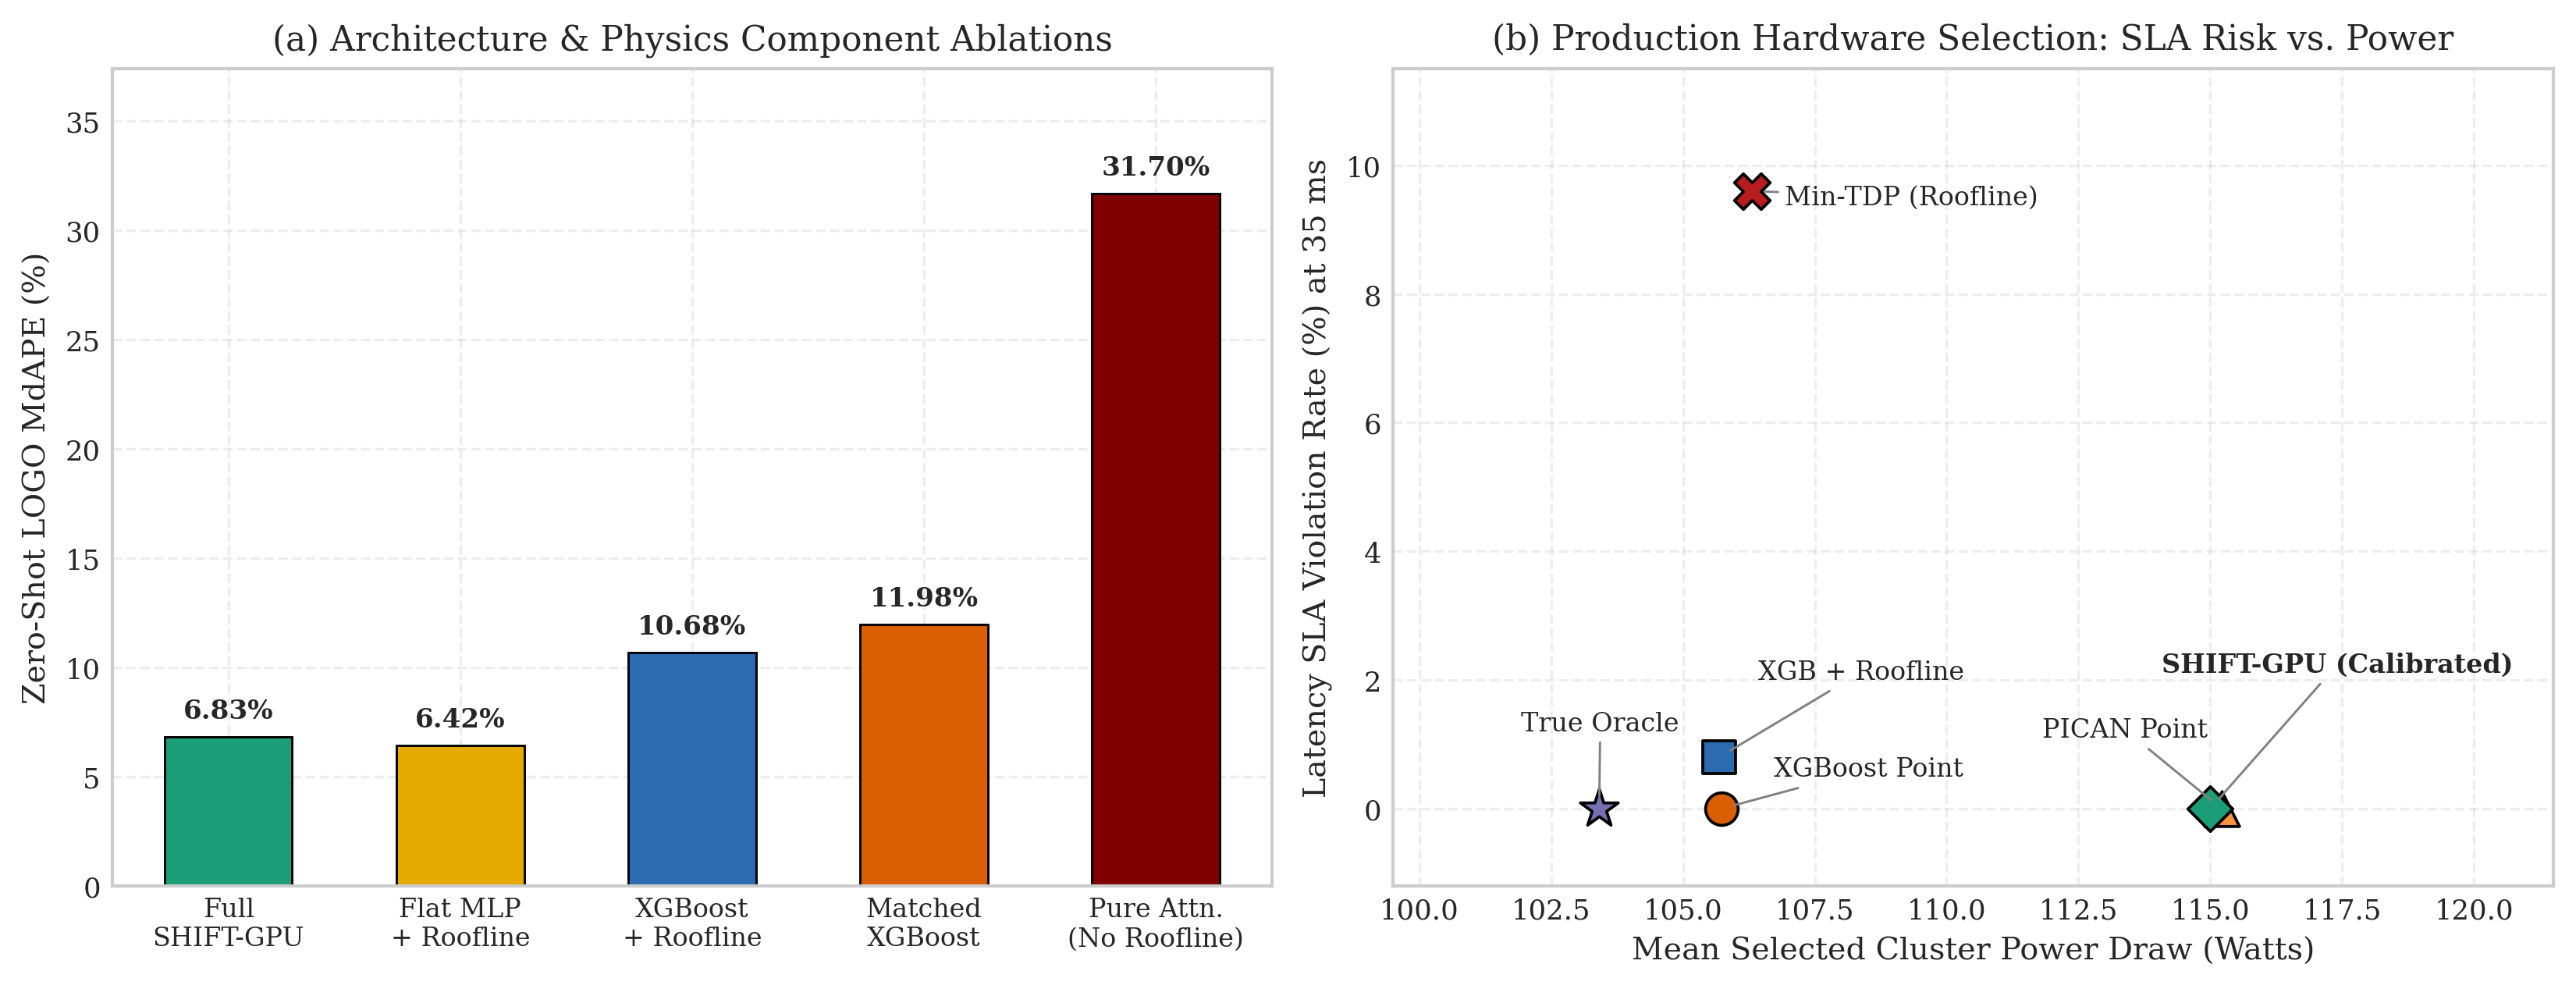 (a) Architecture & Physics Component Ablations
Zero-Shot LOGO MdAPE (%)
35
30
25
20
15
10
5
0
6.83%
6.42%
10.68%
11.98%
31.70%
Full
SHIFT-GPU
Flat MLP
+ Roofline
XGBoost
+ Roofline
Matched
XGBoost
Pure Attn.
(No Roofline)
(b) Production Hardware Selection: SLA Risk vs. Power
Latency SLA Violation Rate (%) at 35 ms
10
8
6
4
2
0
Min-TDP (Roofline)
XGB + Roofline
SHIFT-GPU (Calibrated)
True Oracle
PICAN Point
XGBoost Point
100.0
102.5
105.0
107.5
110.0
112.5
115.0
117.5
120.0
Mean Selected Cluster Power Draw (Watts)